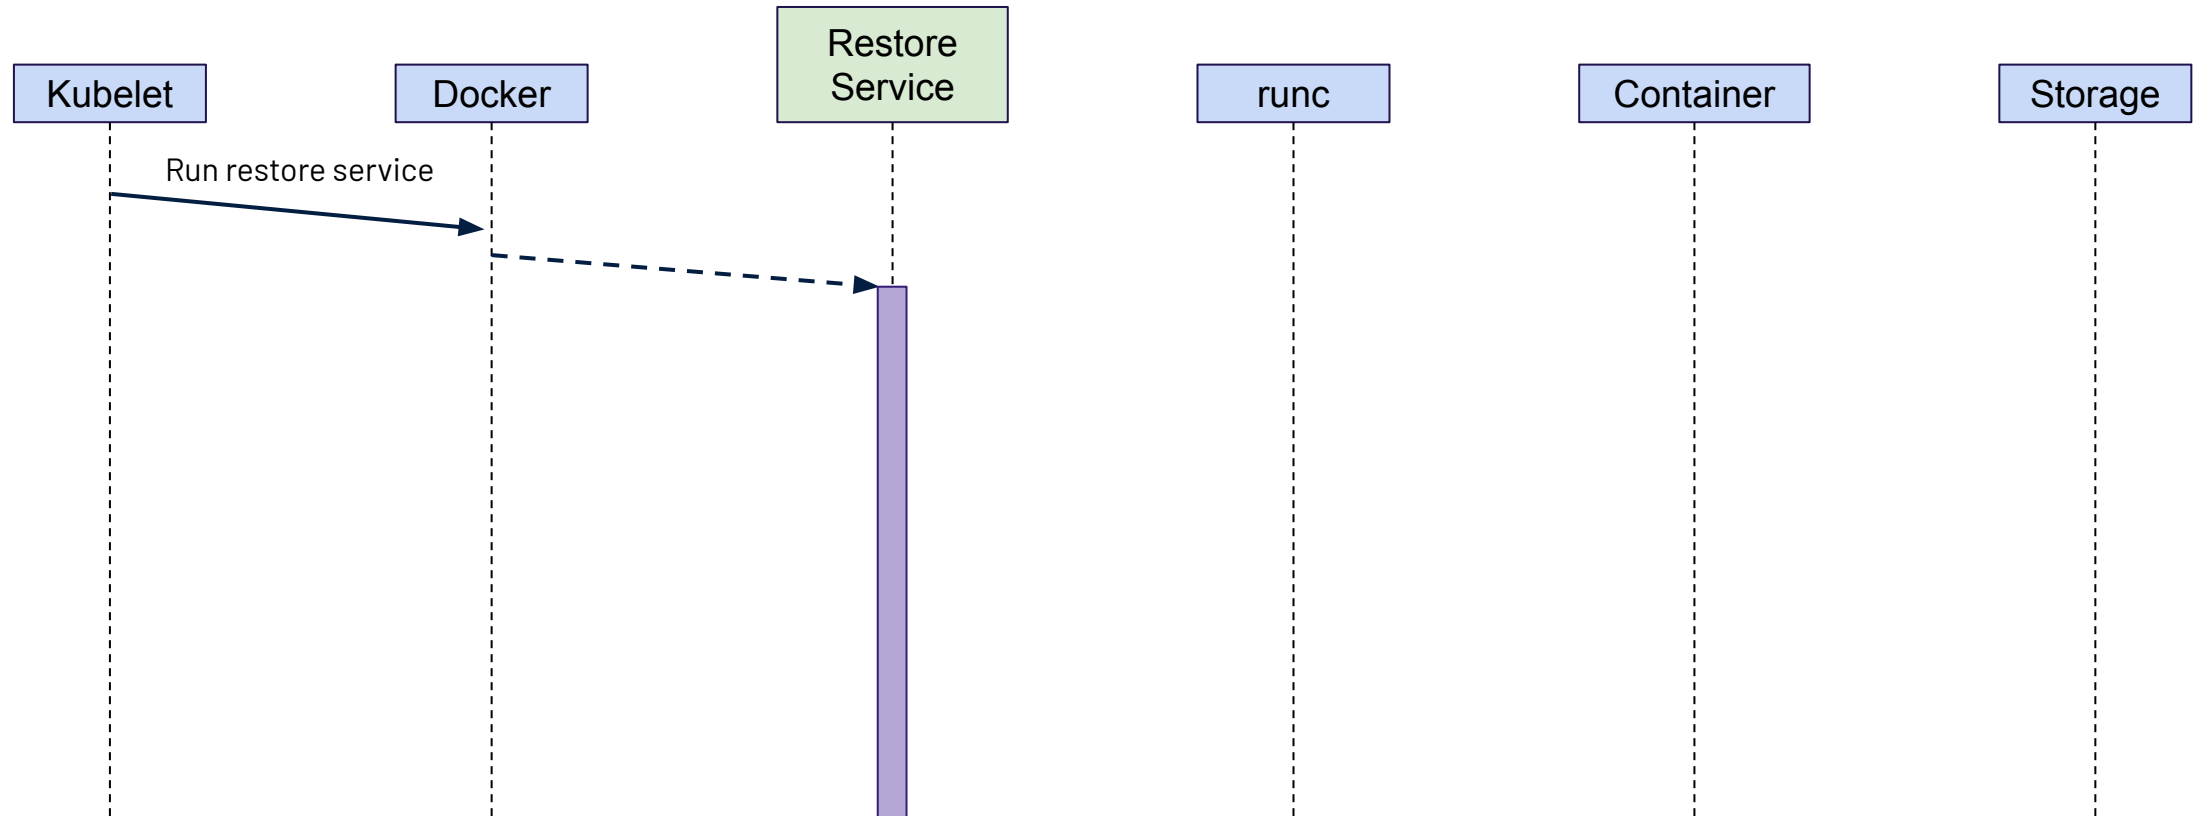 Restore
Service
Kubelet
Docker
runc
Container
Storage
Run restore service